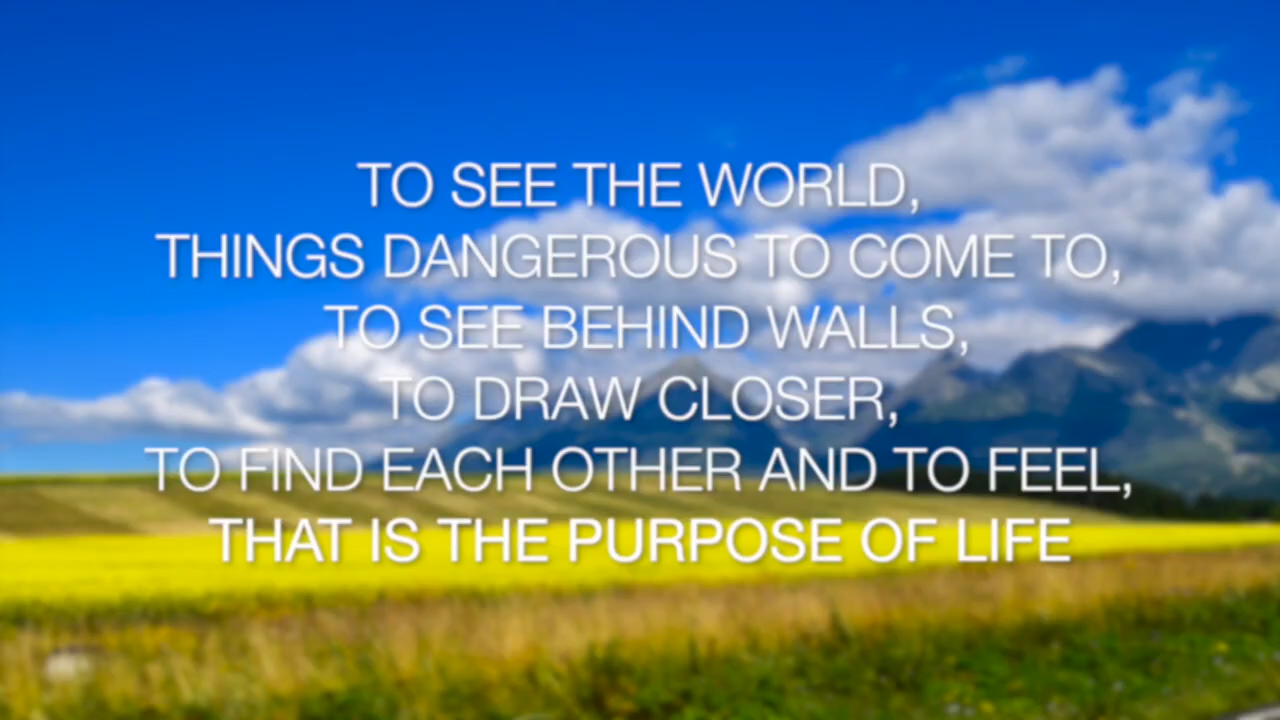 TO SEE THE WORLD,
THINGS DANGEROUS TO COME TO,
TO SEE BEHIND WALLS,
TO DRAW CLOSER,
TO FIND EACH OTHER AND TO FEEL,
THAT IS THE PURPOSE OF LIFE